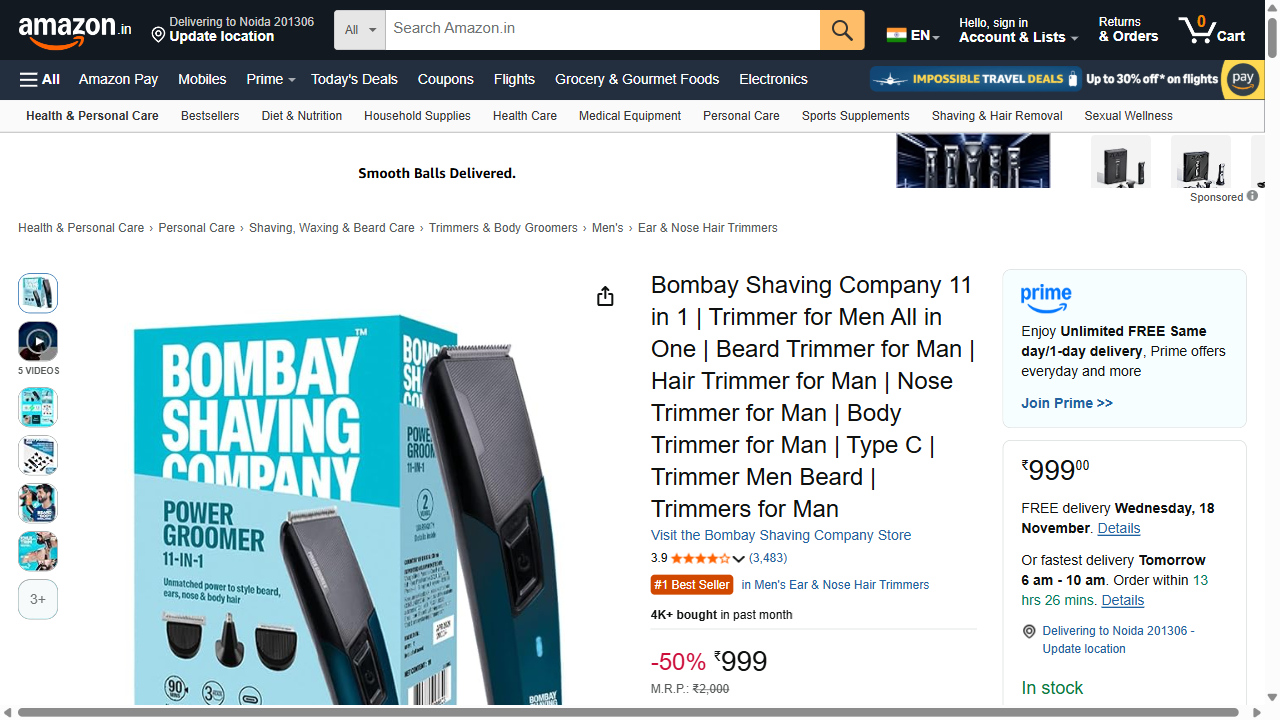 amazon.in
Delivering to Noida 201306
Update location
All
Search Amazon.in
EN
Hello, sign in
Account & Lists
Returns
& Orders
0
Cart
All
Amazon Pay
Mobiles
Prime
Today's Deals
Coupons
Flights
Grocery & Gourmet Foods
Electronics
IMPOSSIBLE TRAVEL DEALS
Up to 30% off* on flights
pay
Health & Personal Care
Bestsellers
Diet & Nutrition
Household Supplies
Health Care
Medical Equipment
Personal Care
Sports Supplements
Shaving & Hair Removal
Sexual Wellness
Smooth Balls Delivered.
Sponsored
Health & Personal Care › Personal Care › Shaving, Waxing & Beard Care › Trimmers & Body Groomers › Men's › Ear & Nose Hair Trimmers
5 VIDEOS
3+
BOMBAY
SHAVING
COMPANY
TM
POWER
GROOMER
11-IN-1
Unmatched power to style beard,
ears, nose & body hair
90
3
2
11-IN-1
BOMBAY
Bombay Shaving Company 11
in 1 | Trimmer for Men All in
One | Beard Trimmer for Man |
Hair Trimmer for Man | Nose
Trimmer for Man | Body
Trimmer for Man | Type C |
Trimmer Men Beard |
Trimmers for Man
Visit the Bombay Shaving Company Store
3.9
(3,483)
#1 Best Seller
in Men's Ear & Nose Hair Trimmers
4K+ bought in past month
-50% ₹999
M.R.P.: ₹2,000
prime
Enjoy Unlimited FREE Same
day/1-day delivery, Prime offers
everyday and more
Join Prime >>
₹99900
FREE delivery Wednesday, 18
November. Details
Or fastest delivery Tomorrow
6 am - 10 am. Order within 13
hrs 26 mins. Details
Delivering to Noida 201306 -
Update location
In stock